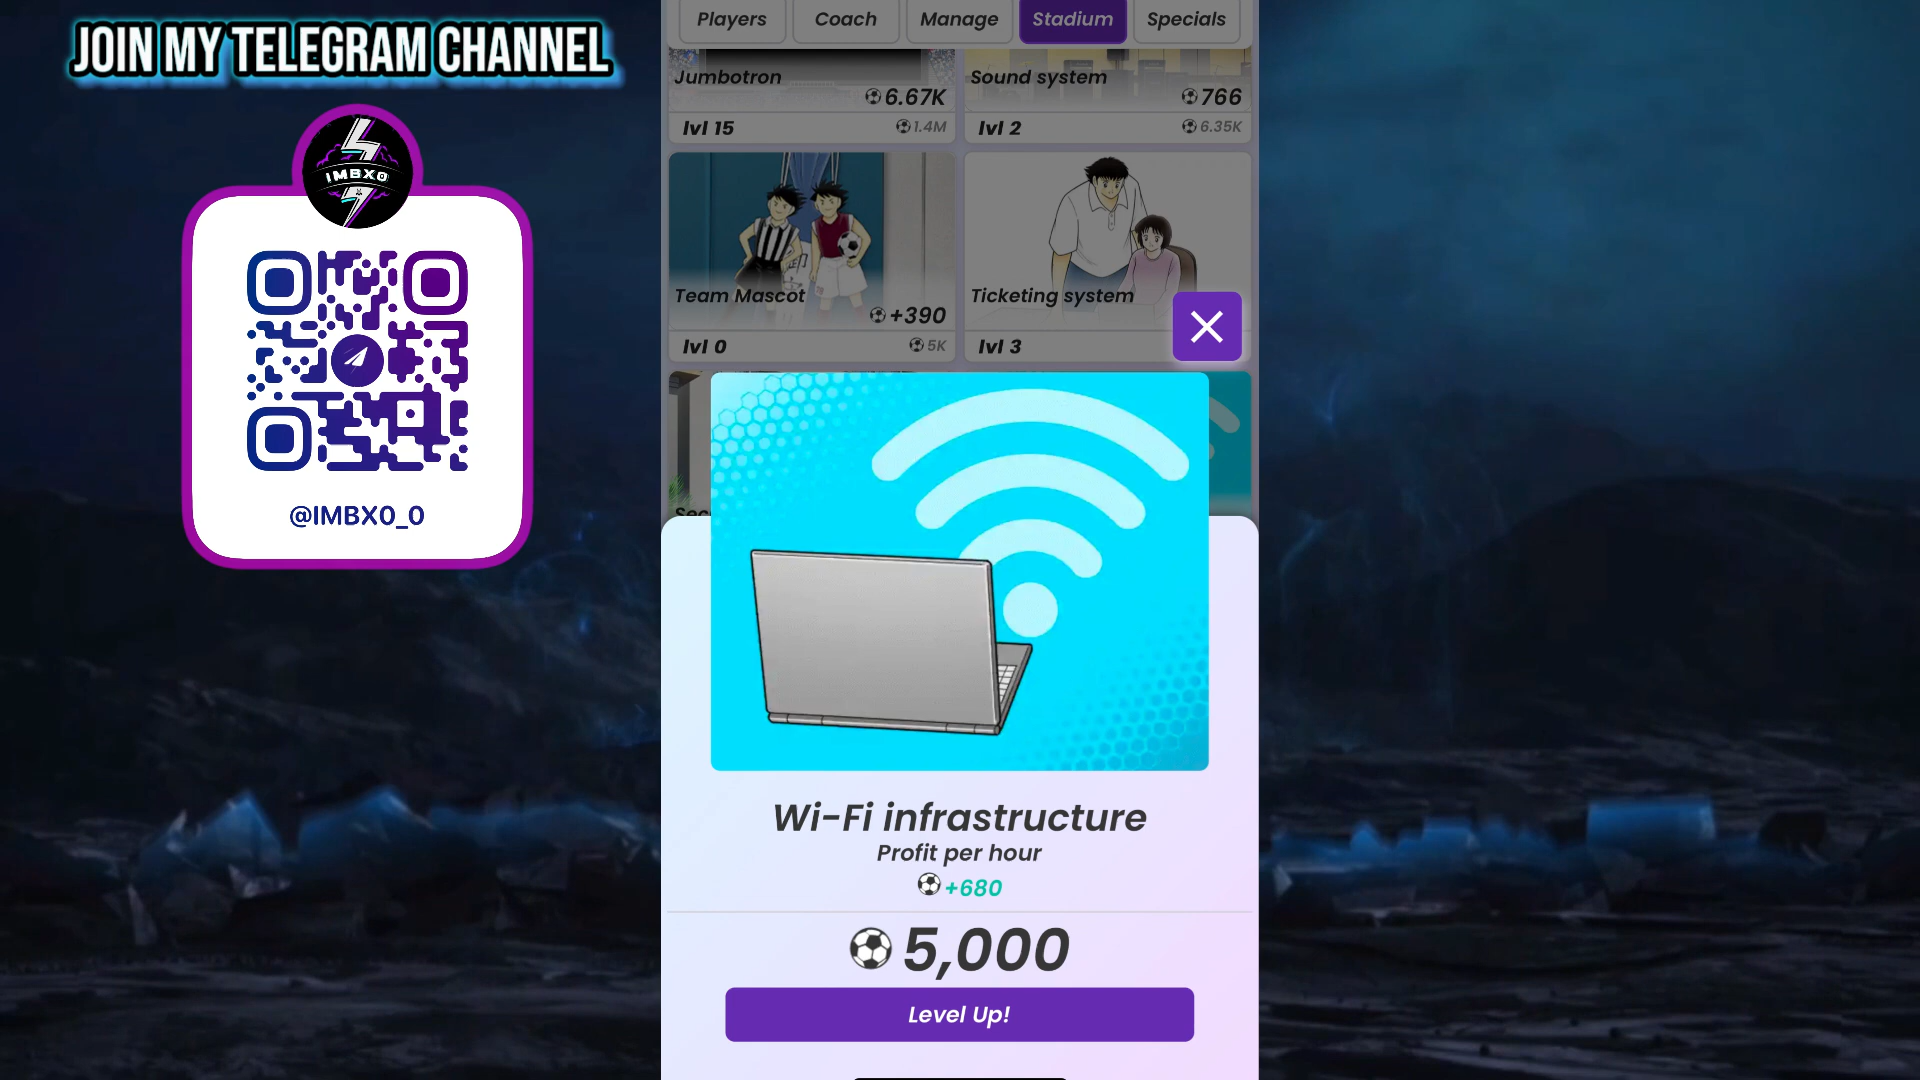 JOIN MY TELEGRAM CHANNEL
IMBX0
@IMBX0_0
Players Coach Manage Stadium Specials
Jumbotron
6.67K
lvl 15 1.4M
Sound system
766
lvl 2 6.35K
Team Mascot
+390
lvl 0 5K
Ticketing system
lvl 3
Wi-Fi infrastructure
Profit per hour
+680
5,000
Level Up!